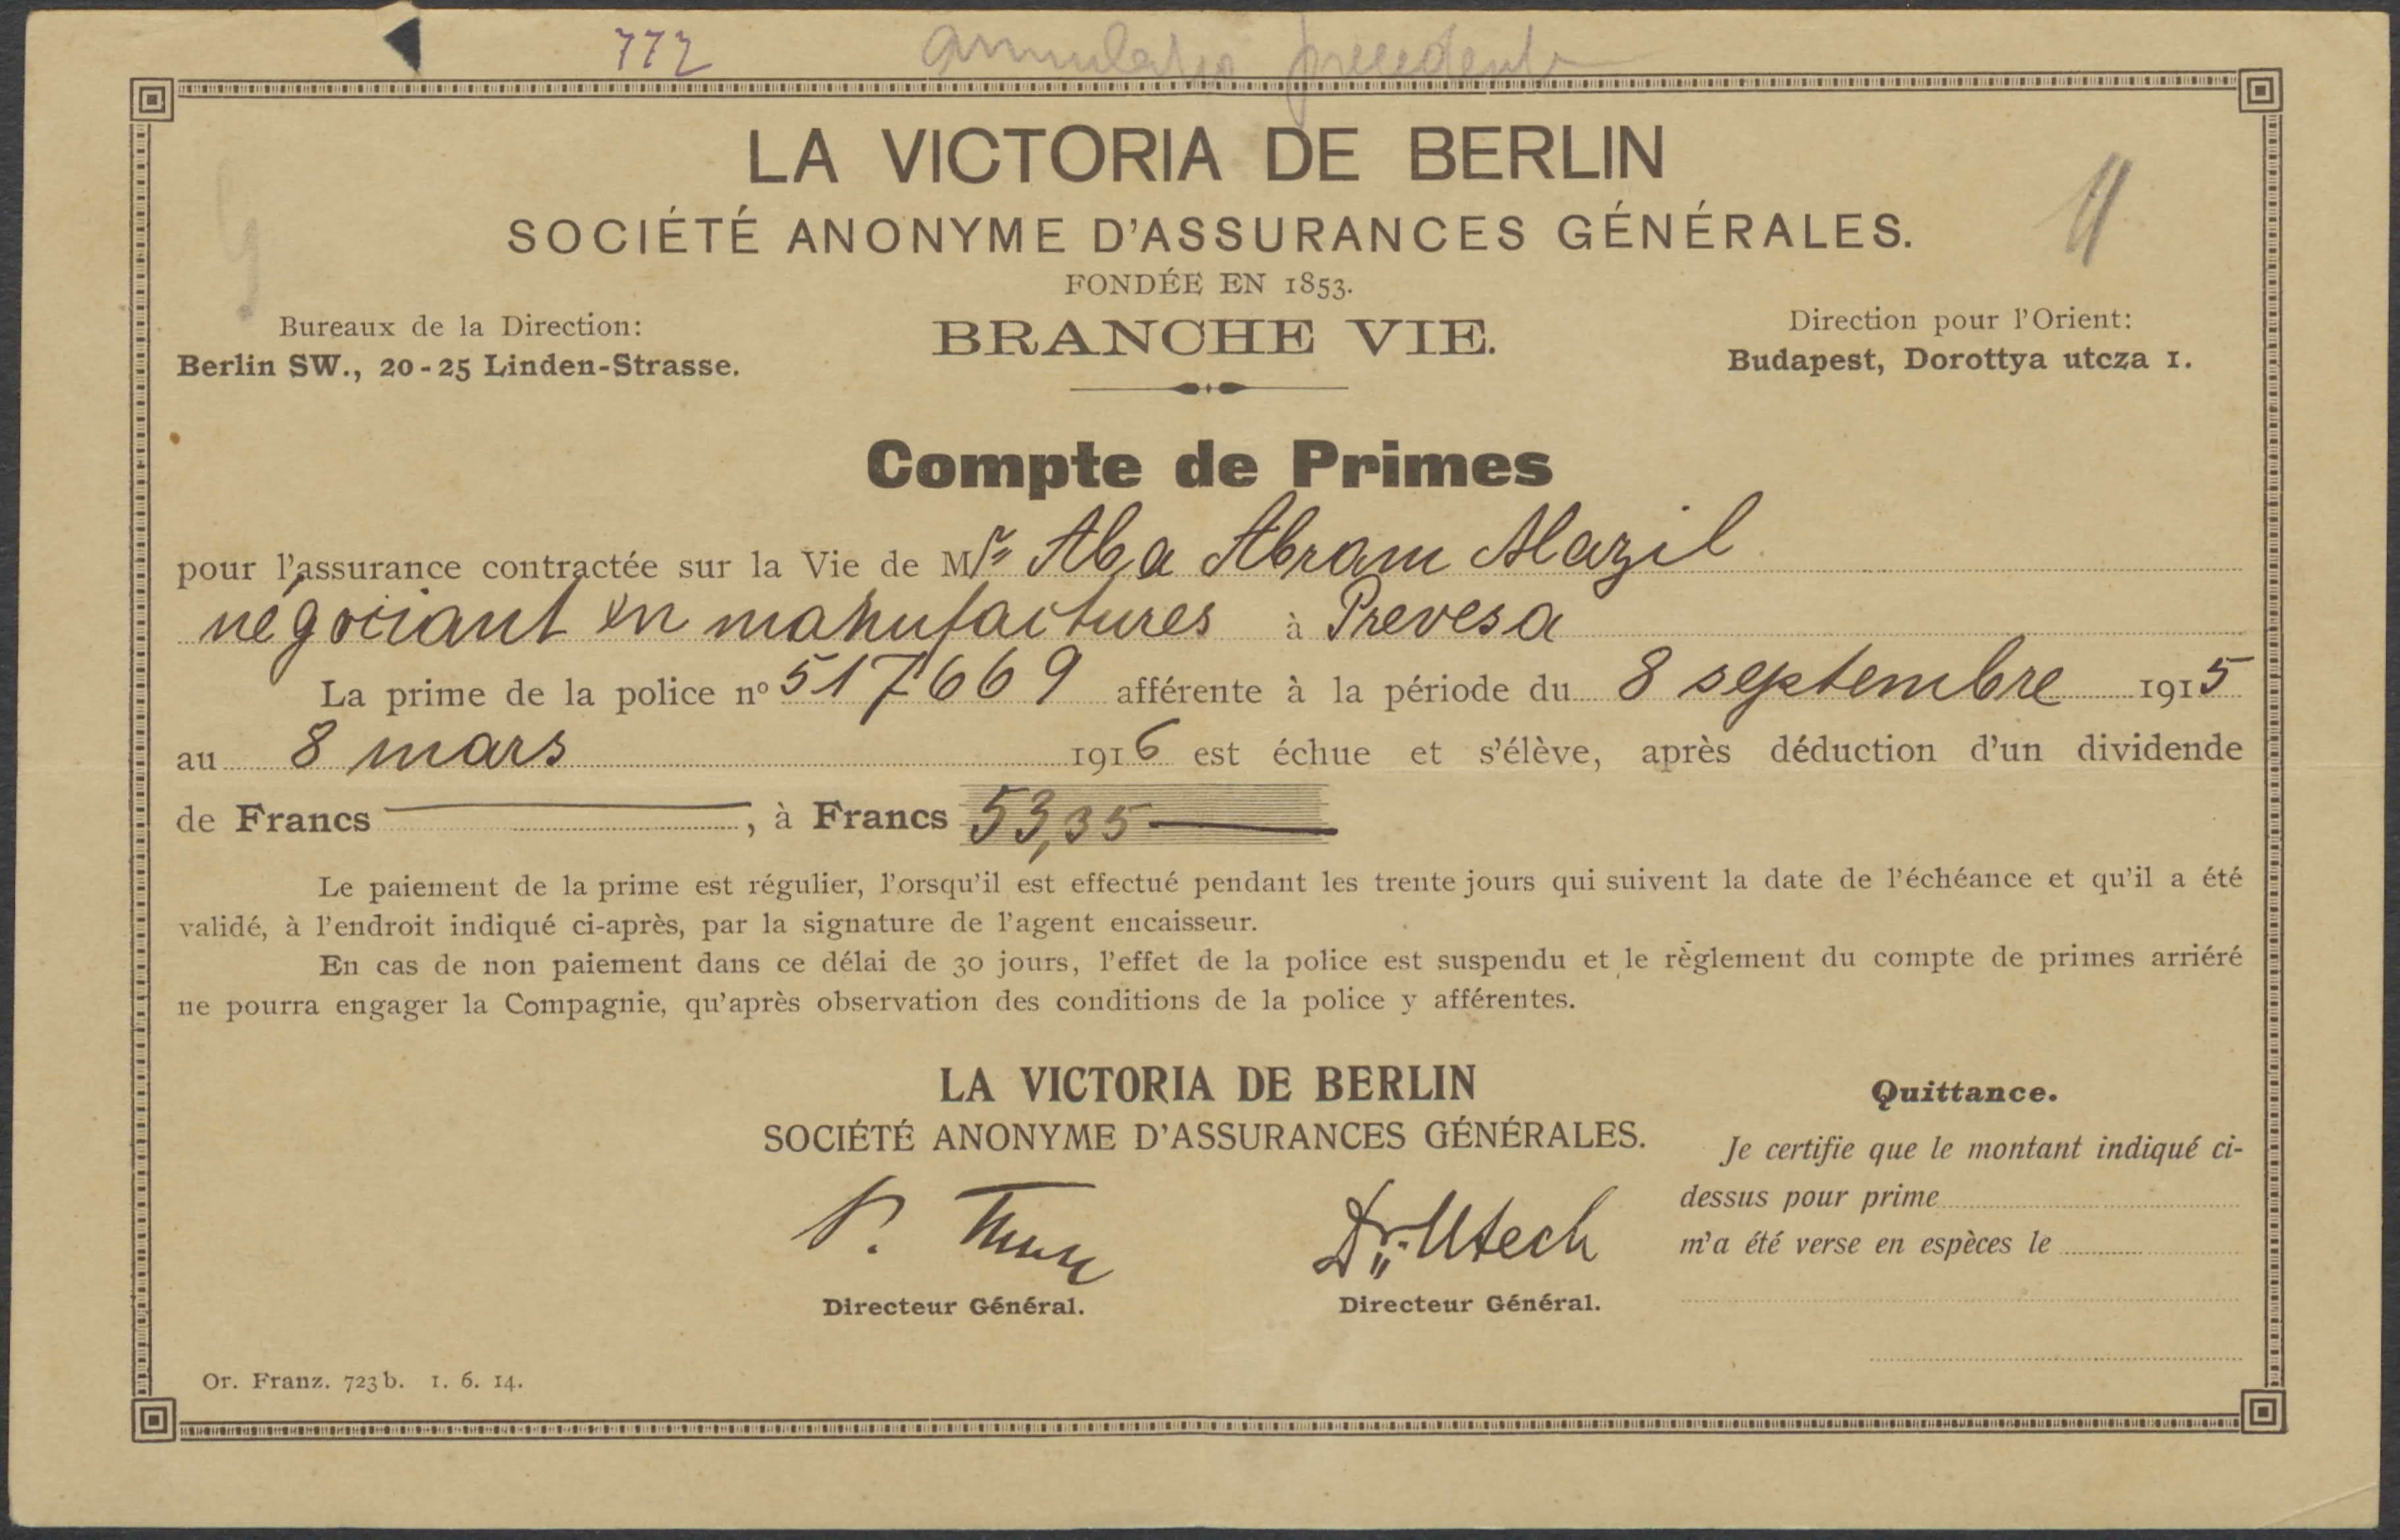 772 annulata precedente
LA VICTORIA DE BERLIN
SOCIÉTÉ ANONYME D'ASSURANCES GÉNÉRALES.
FONDÉE EN 1853.
Bureaux de la Direction:
Berlin SW., 20-25 Linden-Strasse.
BRANCHE VIE.
Direction pour l'Orient:
Budapest, Dorottya utcza 1.
Compte de Primes
pour l'assurance contractée sur la Vie de Mr Aba Abram Mazil
négociant en manufactures à Prevesa
La prime de la police nº 517669 afférente à la période du 8 septembre 1915
au 8 mars 1916 est échue et s'élève, après déduction d'un dividende
de Francs ———, à Francs 53,35 ———
Le paiement de la prime est régulier, l'orsqu'il est effectué pendant les trente jours qui suivent la date de l'échéance et qu'il a été
validé, à l'endroit indiqué ci-après, par la signature de l'agent encaisseur.
En cas de non paiement dans ce délai de 30 jours, l'effet de la police est suspendu et le règlement du compte de primes arriéré
ne pourra engager la Compagnie, qu'après observation des conditions de la police y afférentes.
LA VICTORIA DE BERLIN
SOCIÉTÉ ANONYME D'ASSURANCES GÉNÉRALES.
P. Thon
Dr. Utech
Directeur Général.
Directeur Général.
Quittance.
Je certifie que le montant indiqué ci-
dessus pour prime
m'a été verse en espèces le
Or. Franz. 723b. 1. 6. 14.